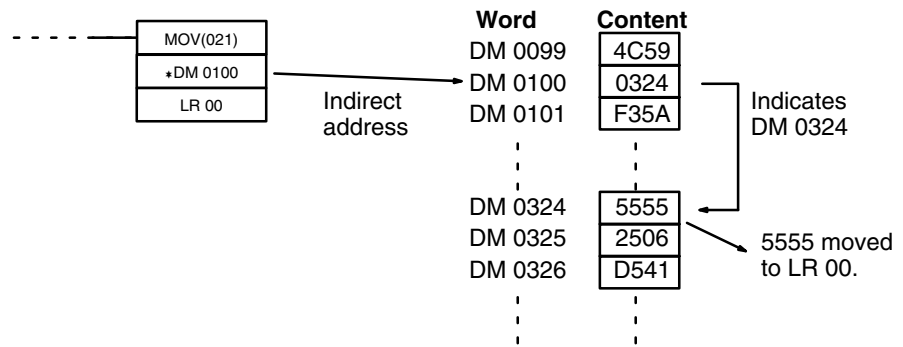 MOV(021)
*DM 0100
LR 00
Indirect
address
Word Content
DM 0099 4C59
DM 0100 0324
DM 0101 F35A
Indicates
DM 0324
DM 0324 5555
DM 0325 2506
DM 0326 D541
5555 moved
to LR 00.